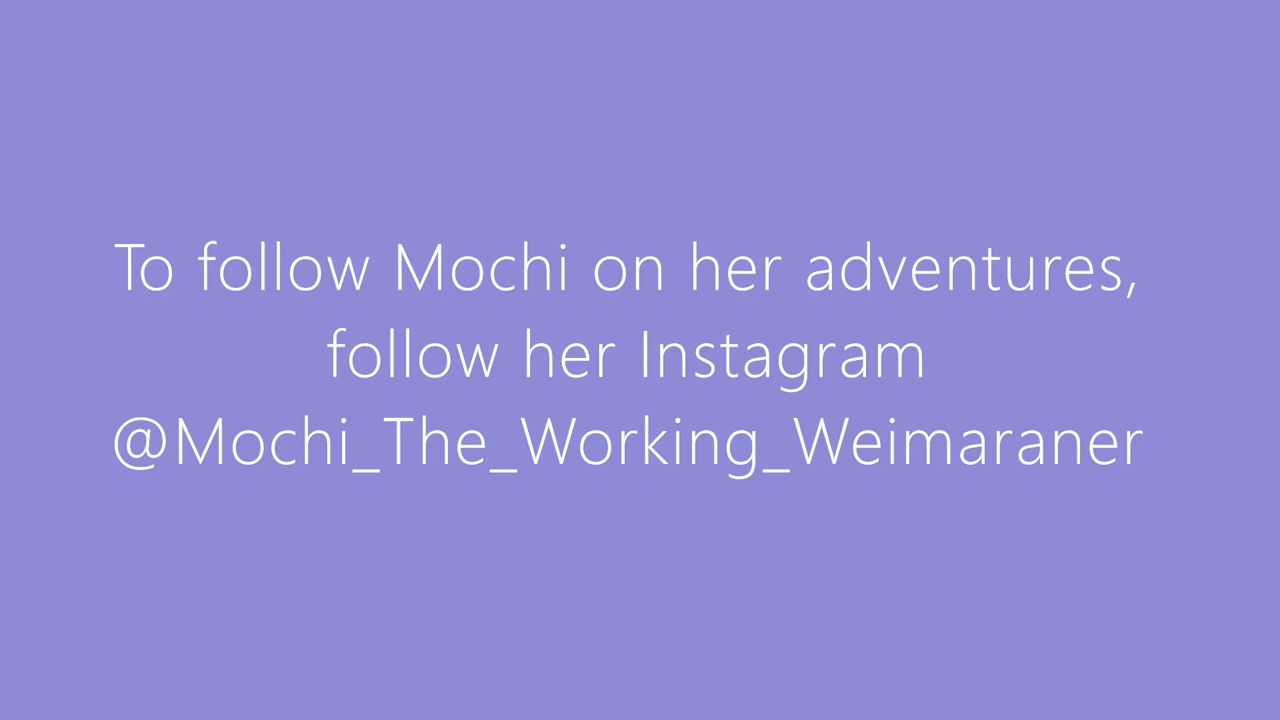 To follow Mochi on her adventures,
follow her Instagram
@Mochi_The_Working_Weimaraner